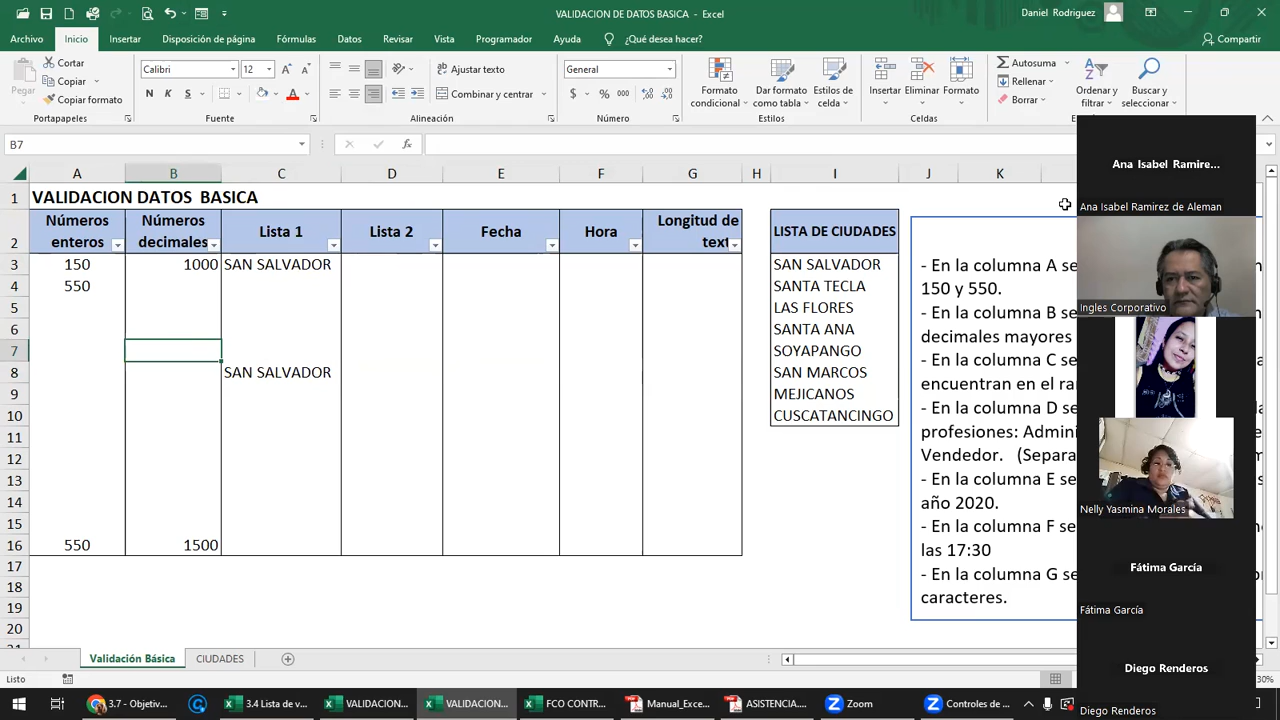 VALIDACION DE DATOS BASICA - Excel
Daniel Rodriguez
Archivo Inicio Insertar Disposición de página Fórmulas Datos Revisar Vista Programador Ayuda ¿Qué desea hacer? Compartir
Pegar
Cortar
Copiar
Copiar formato
Portapapeles
Calibri 12
N K S
Fuente
Ajustar texto
Combinar y centrar
Alineación
General
$ % 000
Número
Formato condicional
Dar formato como tabla
Estilos de celda
Estilos
Insertar Eliminar Formato
Celdas
Autosuma
Rellenar
Borrar
Ordenar y filtrar
Buscar y seleccionar
B7 fx
A B C D E F G H I J K
1 VALIDACION DATOS BASICA
2 Números enteros Números decimales Lista 1 Lista 2 Fecha Hora Longitud de text LISTA DE CIUDADES
3 150 1000 SAN SALVADOR SAN SALVADOR
4 550 SANTA TECLA
5 LAS FLORES
6 SANTA ANA
7 SOYAPANGO
8 SAN SALVADOR SAN MARCOS
9 MEJICANOS
10 CUSCATANCINGO
11
12
13
14
15
16 550 1500
17
18
19
20
- En la columna A se
150 y 550.
- En la columna B se
decimales mayores
- En la columna C se
encuentran en el ra
- En la columna D se
profesiones: Admini
Vendedor. (Separa
- En la columna E se
año 2020.
- En la columna F se
las 17:30
- En la columna G se
caracteres.
Ana Isabel Ramire...
Ana Isabel Ramirez de Aleman
Ingles Corporativo
Nelly Yasmina Morales
Fátima García
Fátima García
Diego Renderos
Diego Renderos
Validación Básica CIUDADES
Listo
30%
3.7 - Objetiv...
3.4 Lista de v...
VALIDACION...
VALIDACION...
FCO CONTR...
Manual_Exce...
ASISTENCIA....
Zoom
Controles de ...